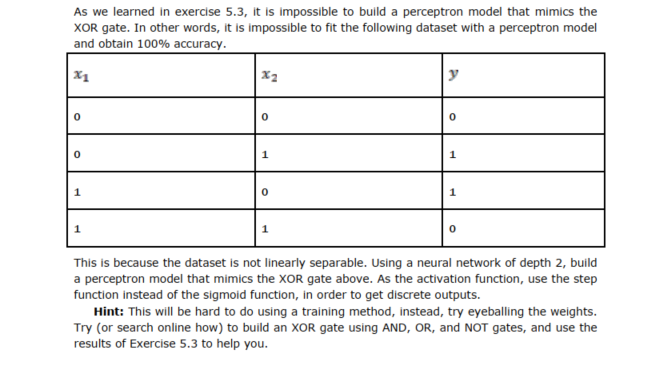 As we learned in exercise 5.3, it is impossible to build a perceptron model that mimics the
XOR gate. In other words, it is impossible to fit the following dataset with a perceptron model
and obtain 100% accuracy.
x₁ x₂ y
0 0 0
0 1 1
1 0 1
1 1 0
This is because the dataset is not linearly separable. Using a neural network of depth 2, build
a perceptron model that mimics the XOR gate above. As the activation function, use the step
function instead of the sigmoid function, in order to get discrete outputs.
Hint: This will be hard to do using a training method, instead, try eyeballing the weights.
Try (or search online how) to build an XOR gate using AND, OR, and NOT gates, and use the
results of Exercise 5.3 to help you.